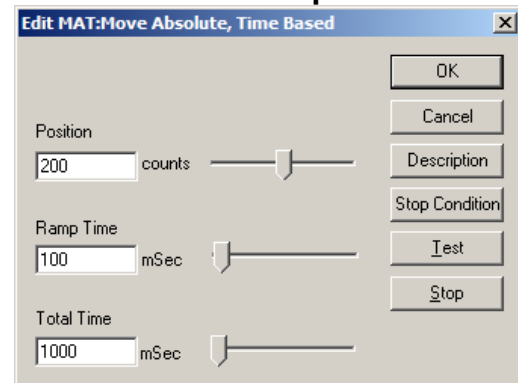 Edit MAT:Move Absolute, Time Based
OK
Cancel
Position
200 counts
Description
Stop Condition
Ramp Time
100 mSec
Test
Stop
Total Time
1000 mSec